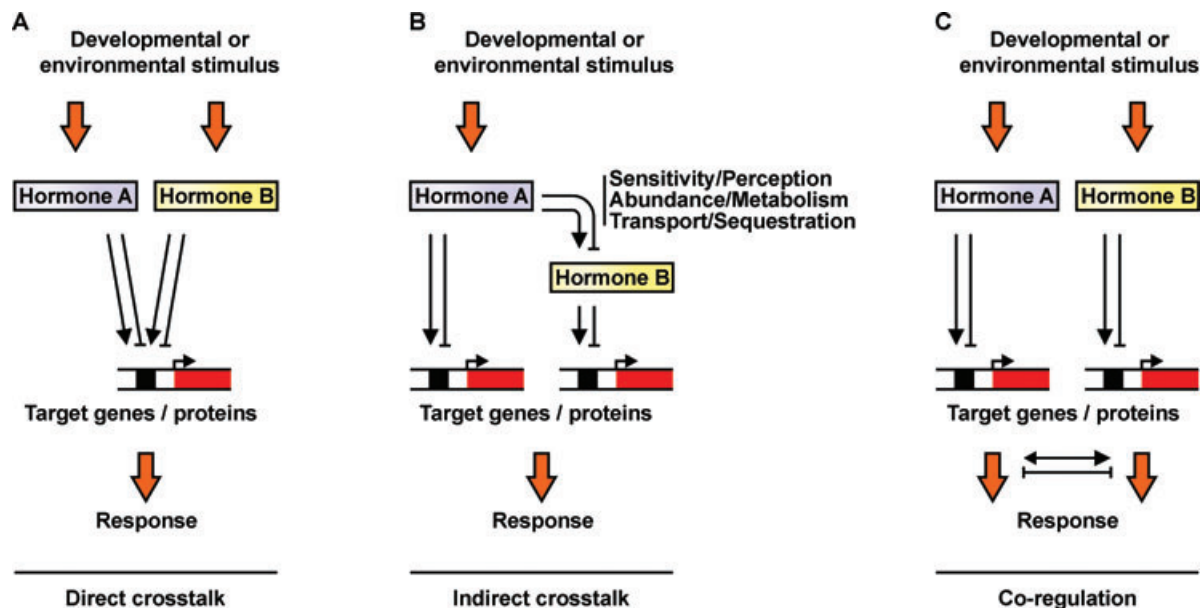 A
Developmental or
environmental stimulus
Hormone A
Hormone B
Target genes / proteins
Response
Direct crosstalk
B
Developmental or
environmental stimulus
Hormone A
Sensitivity/Perception
Abundance/Metabolism
Transport/Sequestration
Hormone B
Target genes / proteins
Response
Indirect crosstalk
C
Developmental or
environmental stimulus
Hormone A
Hormone B
Target genes / proteins
Response
Co-regulation